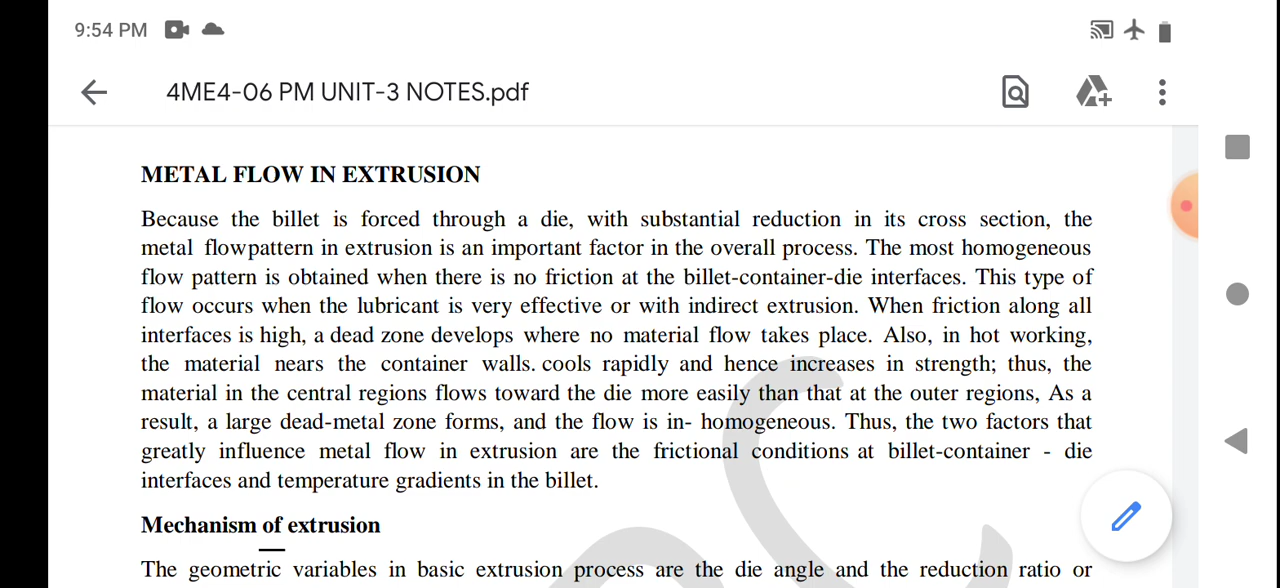 9:54 PM
4ME4-06 PM UNIT-3 NOTES.pdf
METAL FLOW IN EXTRUSION
Because the billet is forced through a die, with substantial reduction in its cross section, the
metal flowpattern in extrusion is an important factor in the overall process. The most homogeneous
flow pattern is obtained when there is no friction at the billet-container-die interfaces. This type of
flow occurs when the lubricant is very effective or with indirect extrusion. When friction along all
interfaces is high, a dead zone develops where no material flow takes place. Also, in hot working,
the material nears the container walls. cools rapidly and hence increases in strength; thus, the
material in the central regions flows toward the die more easily than that at the outer regions, As a
result, a large dead-metal zone forms, and the flow is in- homogeneous. Thus, the two factors that
greatly influence metal flow in extrusion are the frictional conditions at billet-container - die
interfaces and temperature gradients in the billet.
Mechanism of extrusion
The geometric variables in basic extrusion process are the die angle and the reduction ratio or